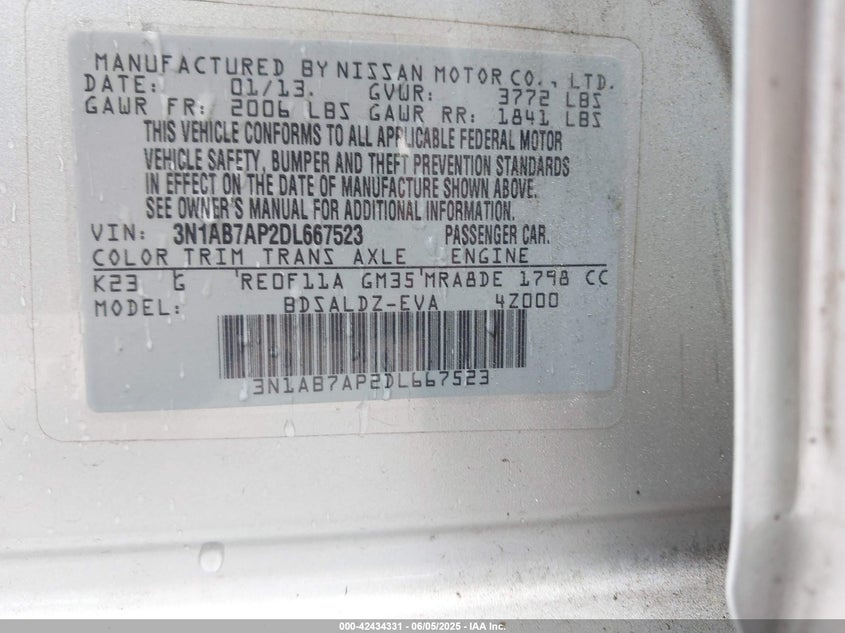 MANUFACTURED BY NISSAN MOTOR CO., LTD.
DATE: 01/13. GVWR: 3772 LBS
GAWR FR: 2006 LBS GAWR RR: 1841 LBS
THIS VEHICLE CONFORMS TO ALL APPLICABLE FEDERAL MOTOR
VEHICLE SAFETY, BUMPER AND THEFT PREVENTION STANDARDS
IN EFFECT ON THE DATE OF MANUFACTURE SHOWN ABOVE.
SEE OWNER'S MANUAL FOR ADDITIONAL INFORMATION.
VIN: 3N1AB7AP2DL667523 PASSENGER CAR.
COLOR TRIM TRANS AXLE ENGINE
K23 G 'RE0F11A GM35'MRA8DE 1798 CC
MODEL: BDSALDZ-EVA 4Z000
3N1AB7AP2DL667523
000-42434331 - 06/05/2025 - IAA Inc.